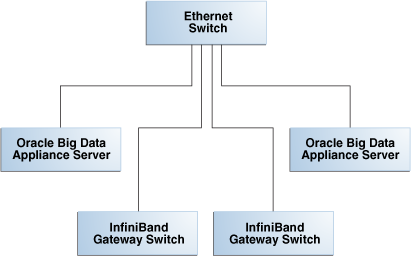 Ethernet
Switch
Oracle Big Data
Appliance Server
Oracle Big Data
Appliance Server
InfiniBand
Gateway Switch
InfiniBand
Gateway Switch